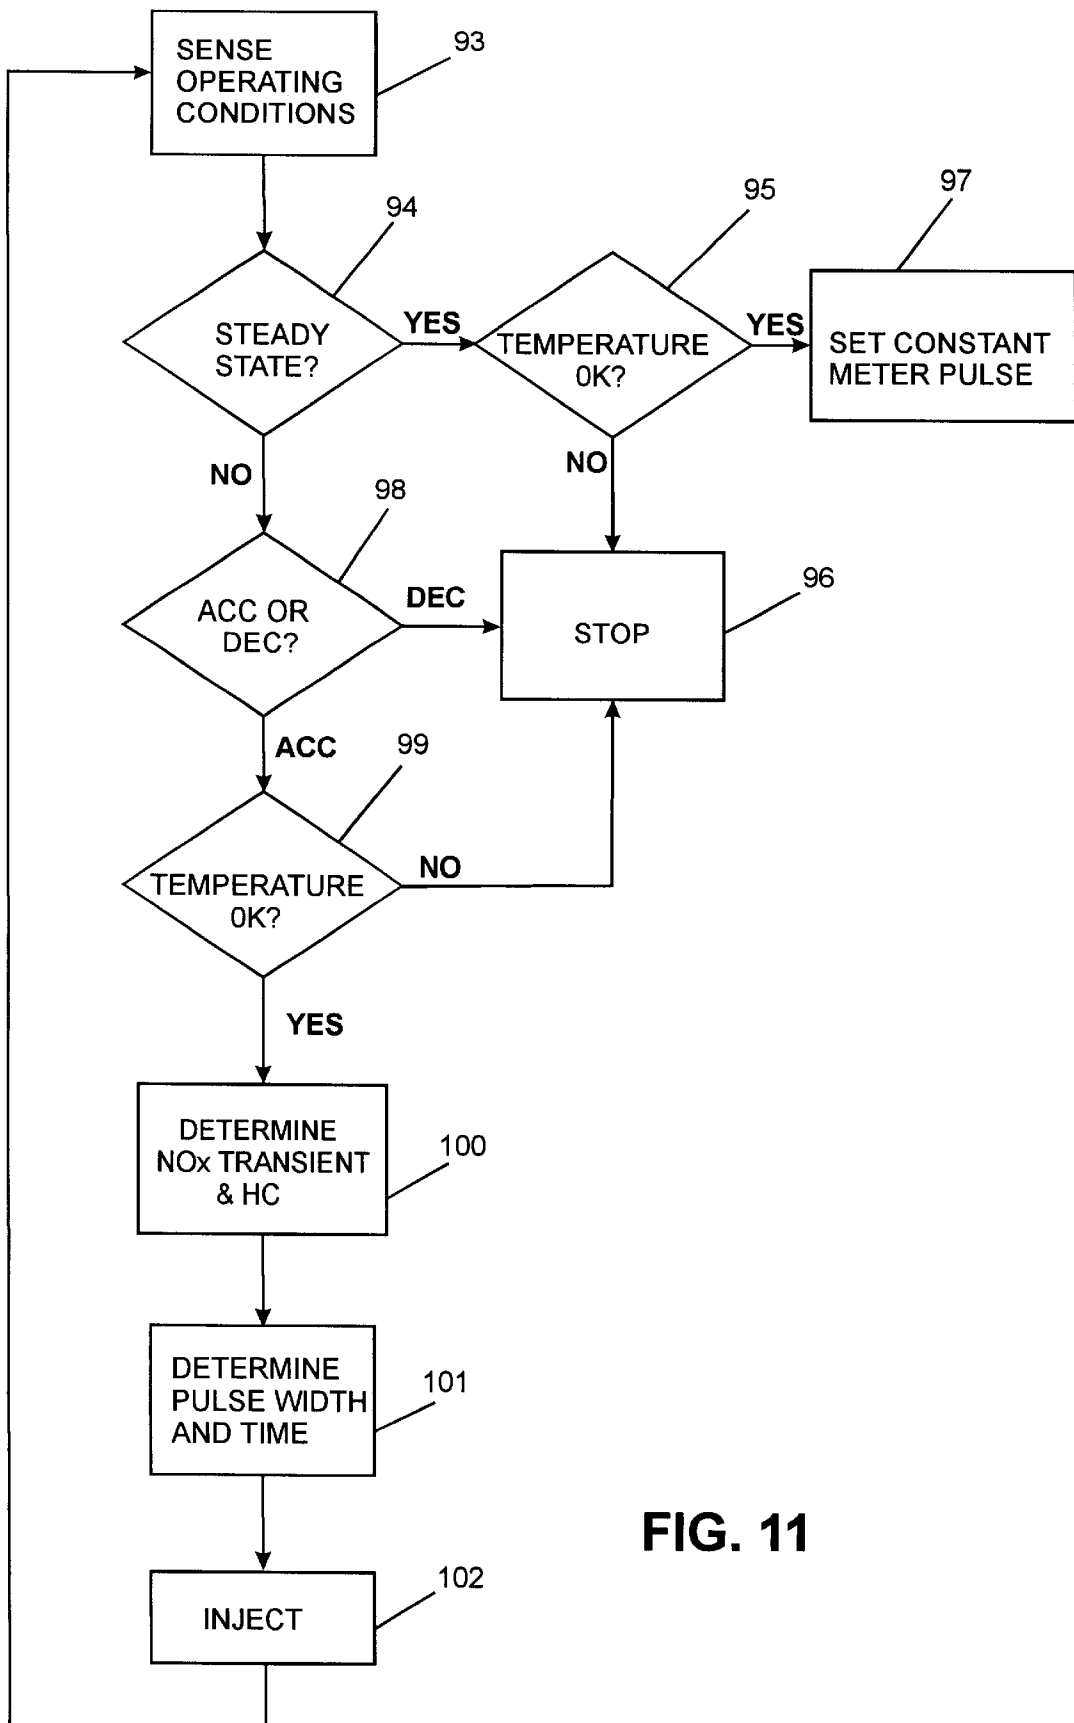 SENSE
OPERATING
CONDITIONS
93
94
95
97
STEADY
STATE?
YES
TEMPERATURE
0K?
YES
SET CONSTANT
METER PULSE
NO
NO
98
ACC OR
DEC?
DEC
STOP
96
ACC
99
TEMPERATURE
0K?
NO
YES
DETERMINE
NOx TRANSIENT
& HC
100
DETERMINE
PULSE WIDTH
AND TIME
101
INJECT
102
FIG. 11